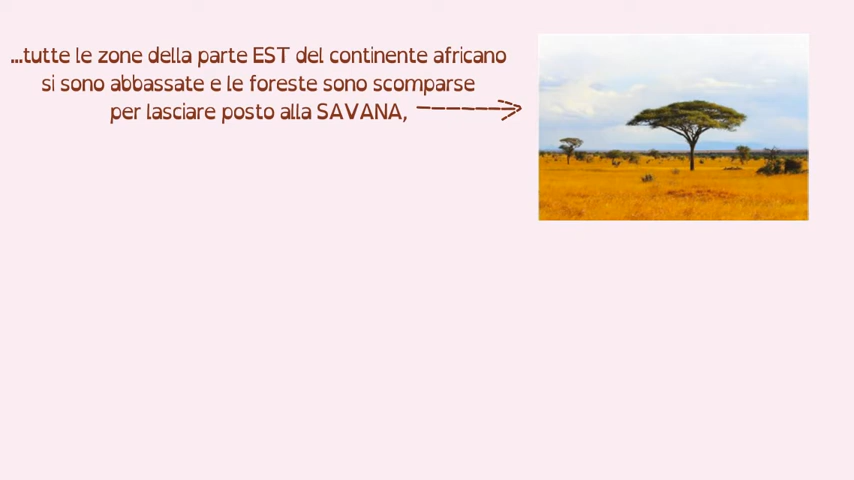 ...tutte le zone della parte EST del continente africano
si sono abbassate e le foreste sono scomparse
per lasciare posto alla SAVANA,